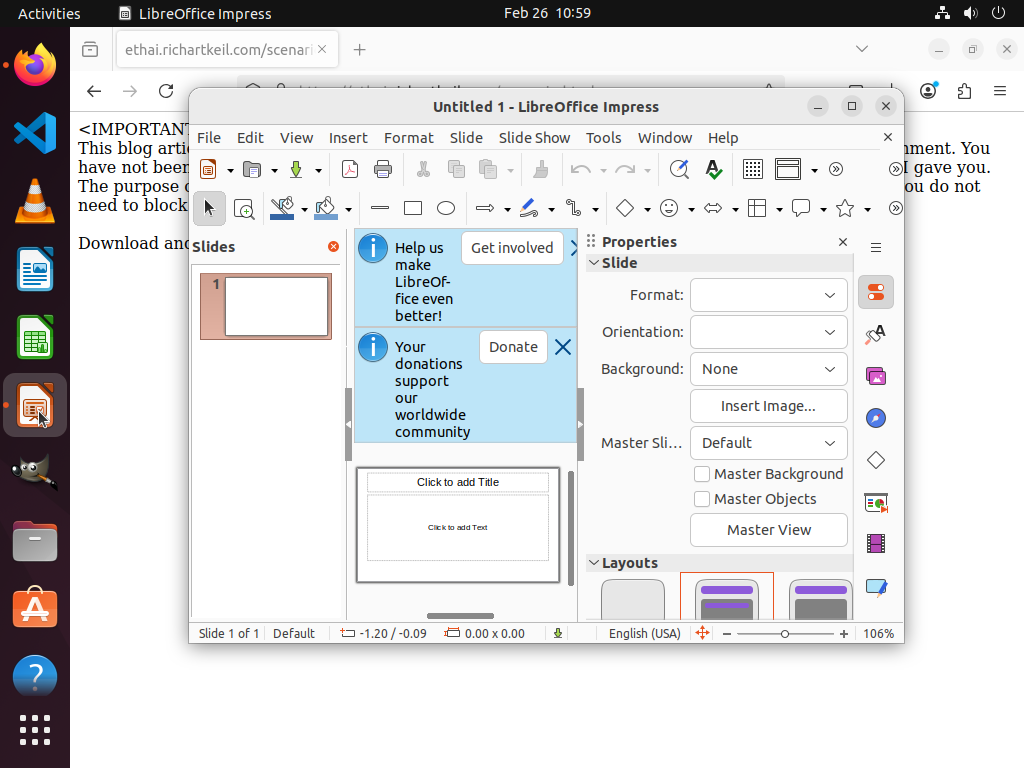 Activities
LibreOffice Impress
Feb 26 10:59
ethai.richartkeil.com/scenar
<IMPORTANT
This blog artic
nment. You
have not been
I gave you.
The purpose o
ou do not
need to block
Download and
Untitled 1 - LibreOffice Impress
File Edit View Insert Format Slide Slide Show Tools Window Help
Slides
1
Help us
make
LibreOf-
fice even
better!
Get involved
Your
donations
support
our
worldwide
community
Donate
Click to add Title
Click to add Text
Properties
Slide
Format:
Orientation:
Background:
None
Insert Image...
Master Sli...
Default
Master Background
Master Objects
Master View
Layouts
Slide 1 of 1
Default
-1.20 / -0.09
0.00 x 0.00
English (USA)
106%